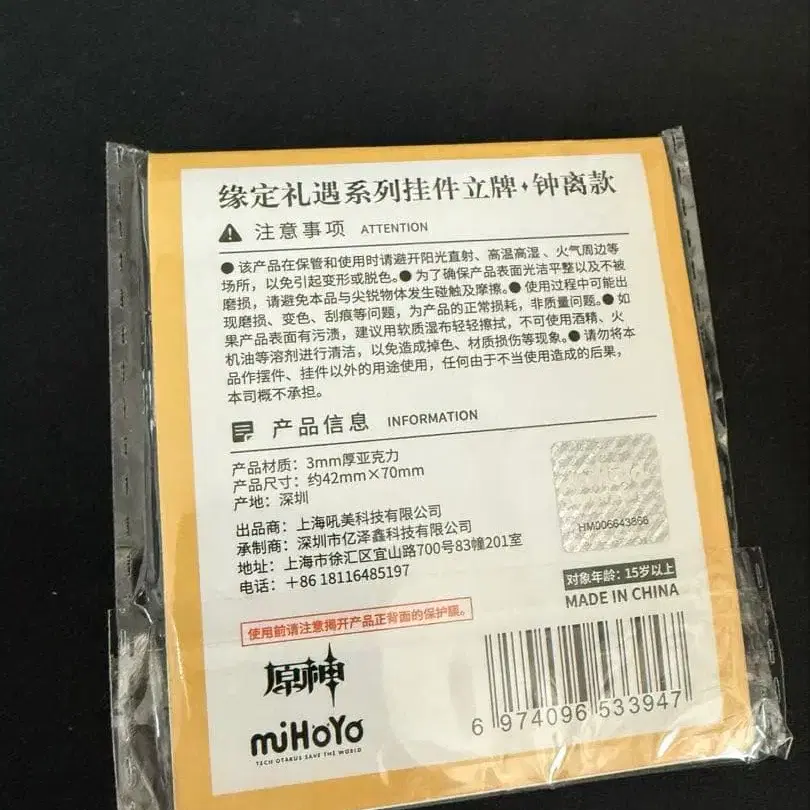 缘定礼遇系列挂件立牌·钟离款
注意事项 ATTENTION
●该产品在保管和使用时请避开阳光直射、高温高湿、火气周边等
场所，以免引起变形或脱色。●为了确保产品表面光洁平整以及不被
磨损，请避免本品与尖锐物体发生碰触及摩擦。●使用过程中可能出
现磨损、变色、刮痕等问题，为产品的正常损耗，非质量问题。●如
果产品表面有污渍，建议用软质湿布轻轻擦拭，不可使用酒精、火
机油等溶剂进行清洁，以免造成掉色、材质损伤等现象。●请勿将本
品作摆件、挂件以外的用途使用，任何由于不当使用造成的后果，
本司概不承担。
产品信息 INFORMATION
产品材质：3mm厚亚克力
产品尺寸：约42mm×70mm
产地：深圳
出品商：上海吼美科技有限公司
承制商：深圳市亿泽鑫科技有限公司
地址：上海市徐汇区宜山路700号83幢201室
电话：+86 18116485197
HM006643866
对象年龄：15岁以上
MADE IN CHINA
使用前请注意揭开产品正背面的保护膜。
原神
miHoYo
TECH OTAKUS SAVE THE WORLD
6 974096 533947